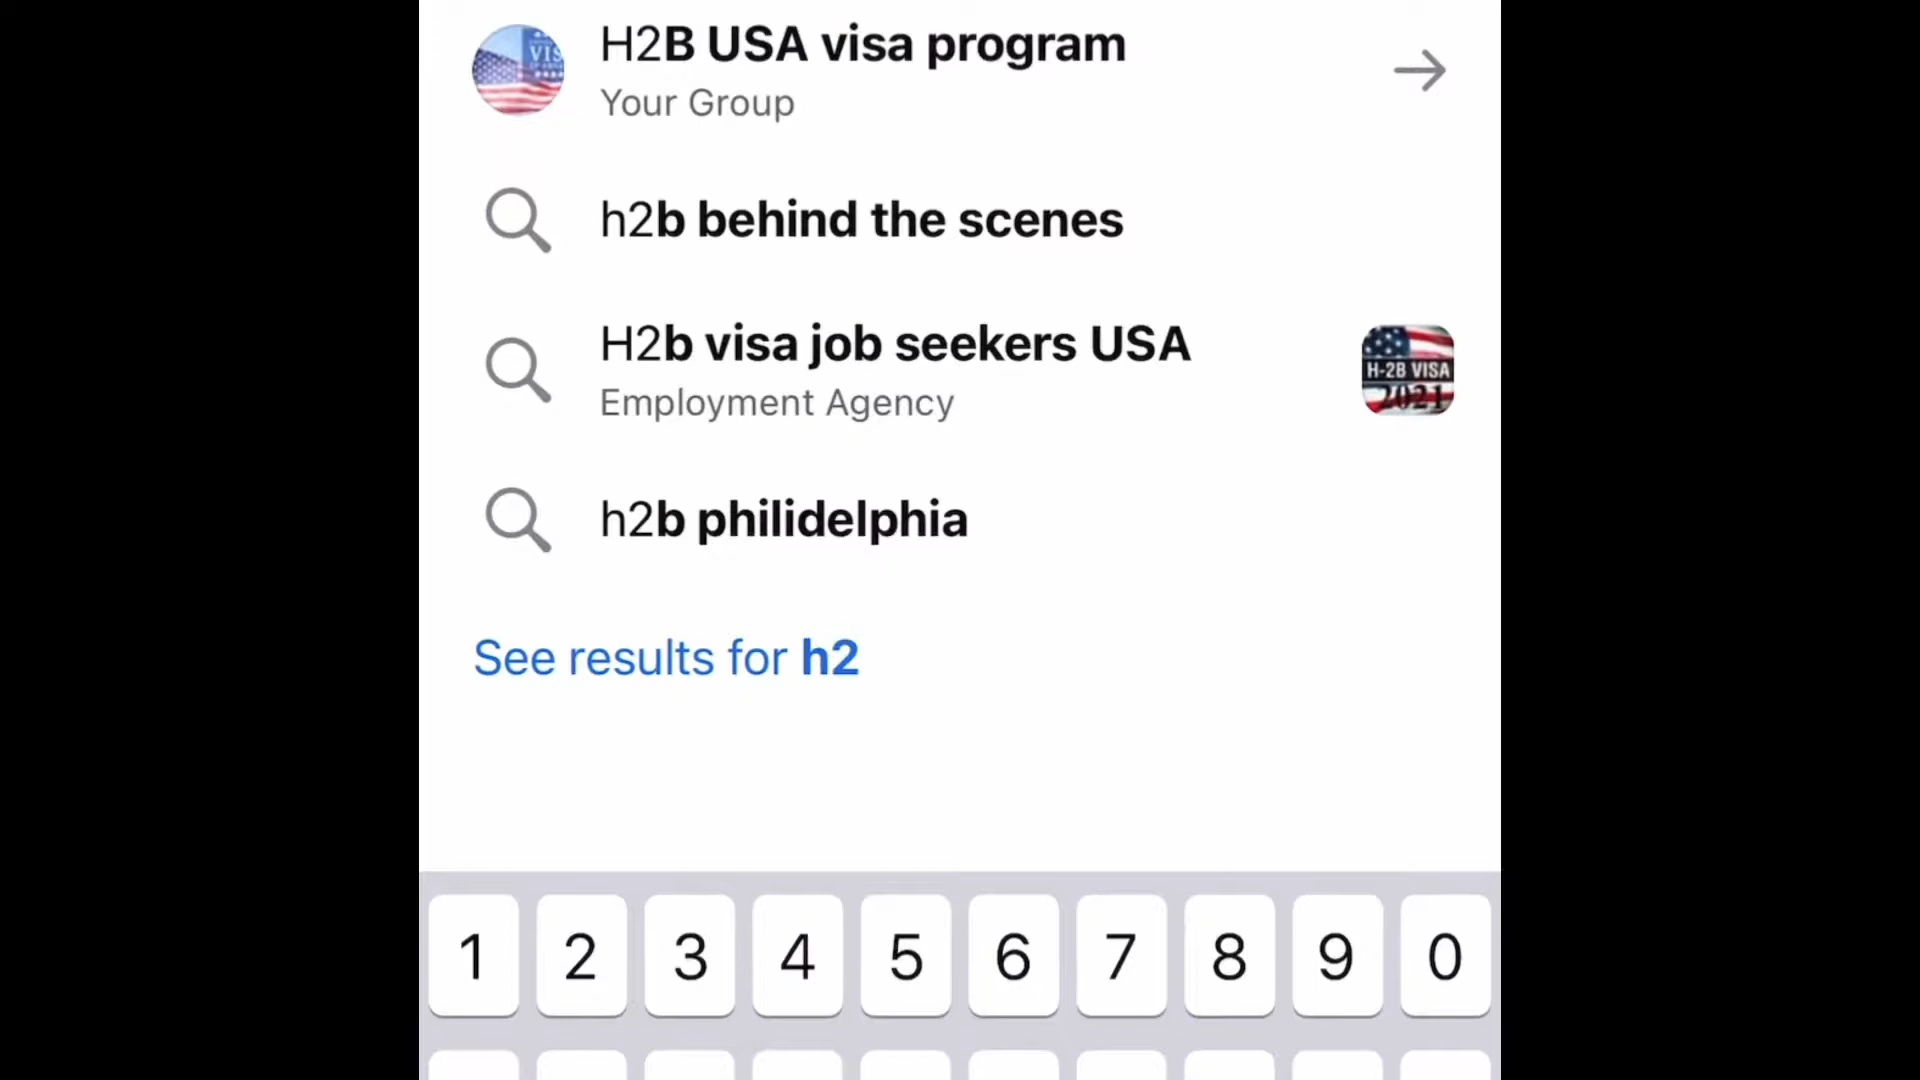 VIS
H2B USA visa program
Your Group
h2b behind the scenes
H2b visa job seekers USA
Employment Agency
H-2B VISA
2021
h2b philidelphia
See results for h2
1 2 3 4 5 6 7 8 9 0